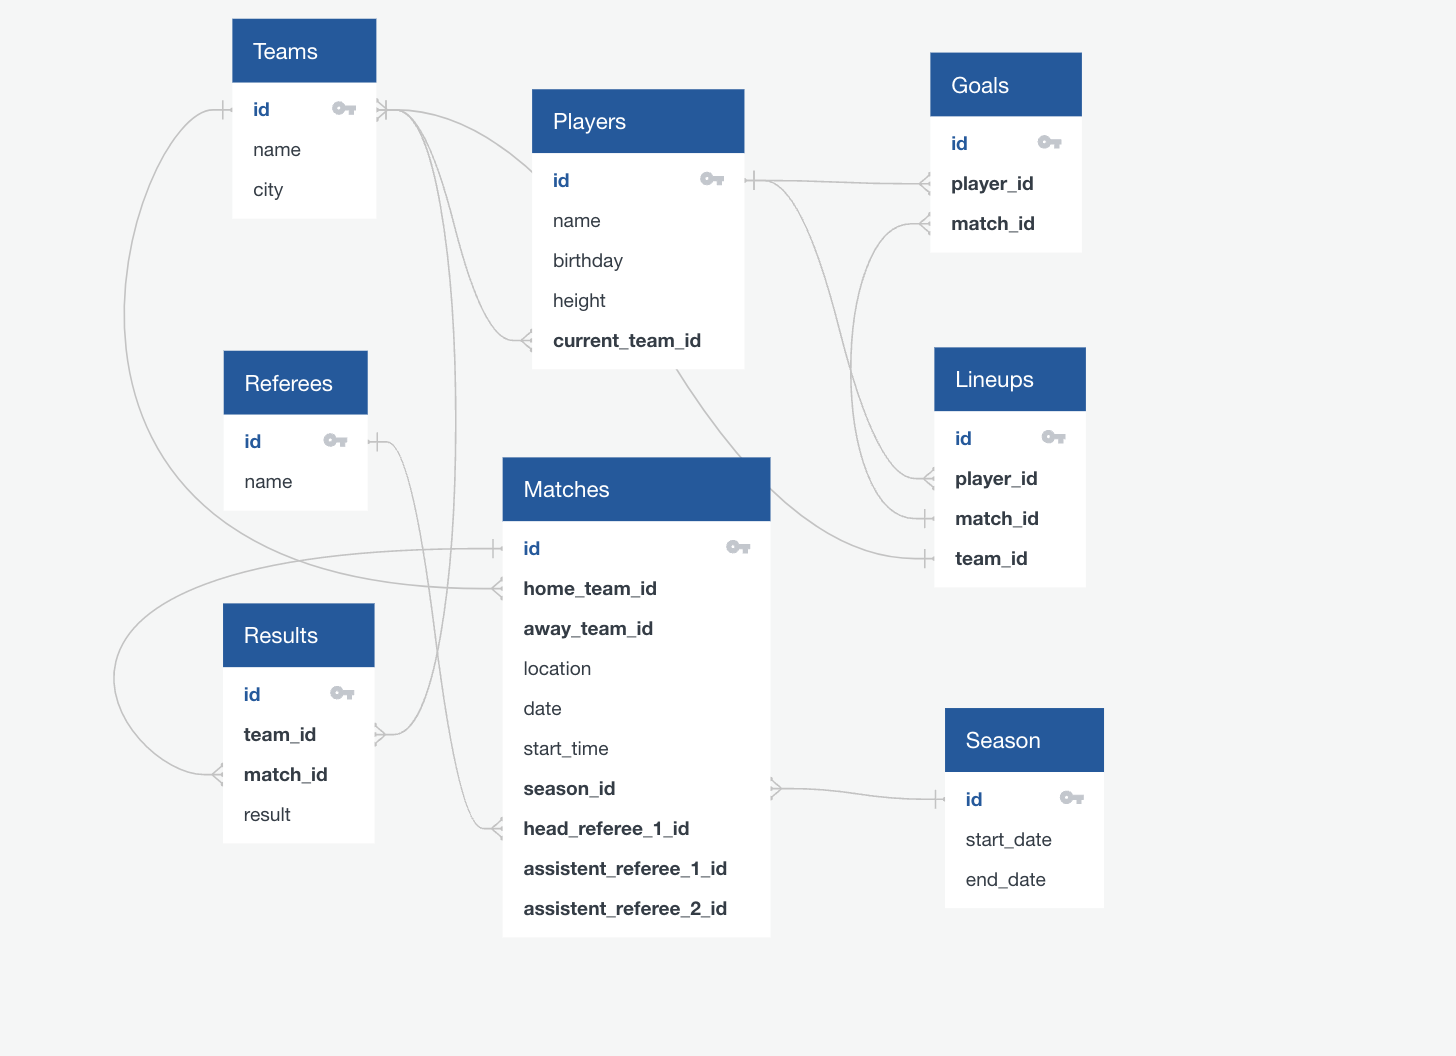 Teams
id
name
city
Players
id
name
birthday
height
current_team_id
Goals
id
player_id
match_id
Referees
id
name
Lineups
id
player_id
match_id
team_id
Matches
id
home_team_id
away_team_id
location
date
start_time
season_id
head_referee_1_id
assistent_referee_1_id
assistent_referee_2_id
Results
id
team_id
match_id
result
Season
id
start_date
end_date